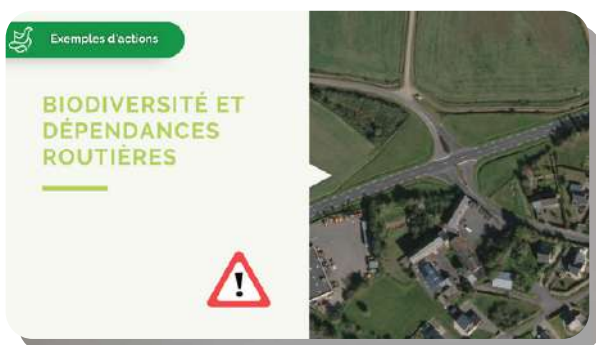 Exemples d'actions
BIODIVERSITÉ ET
DÉPENDANCES
ROUTIÈRES
!